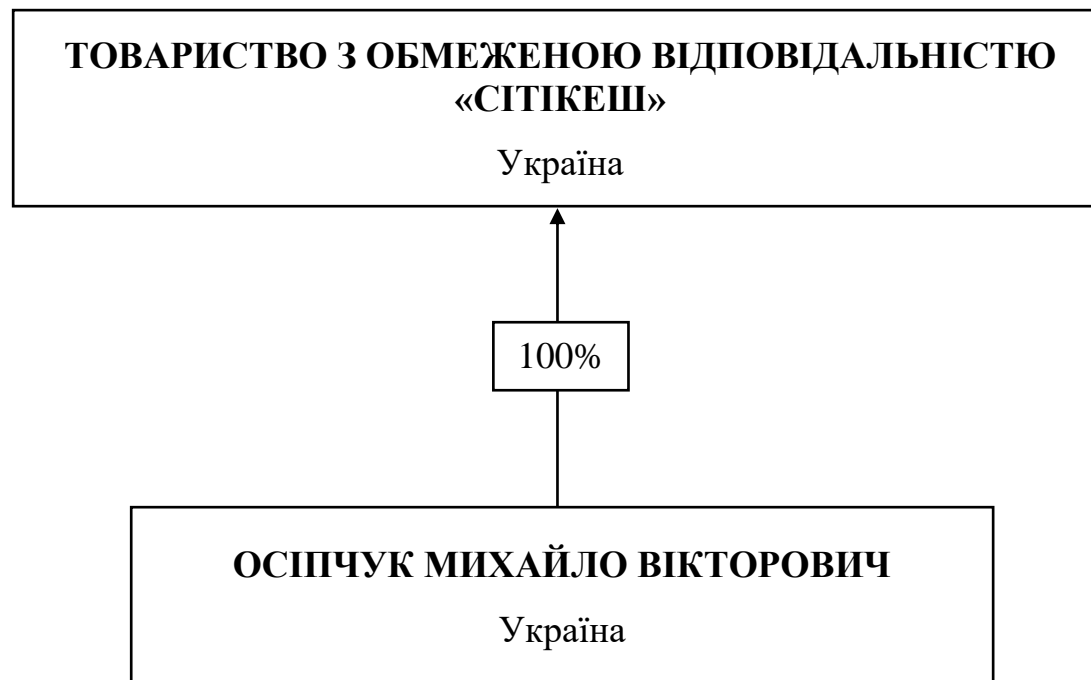 ТОВАРИСТВО З ОБМЕЖЕНОЮ ВІДПОВІДАЛЬНІСТЮ
«СІТІКЕШ»
Україна
100%
ОСІПЧУК МИХАЙЛО ВІКТОРОВИЧ
Україна